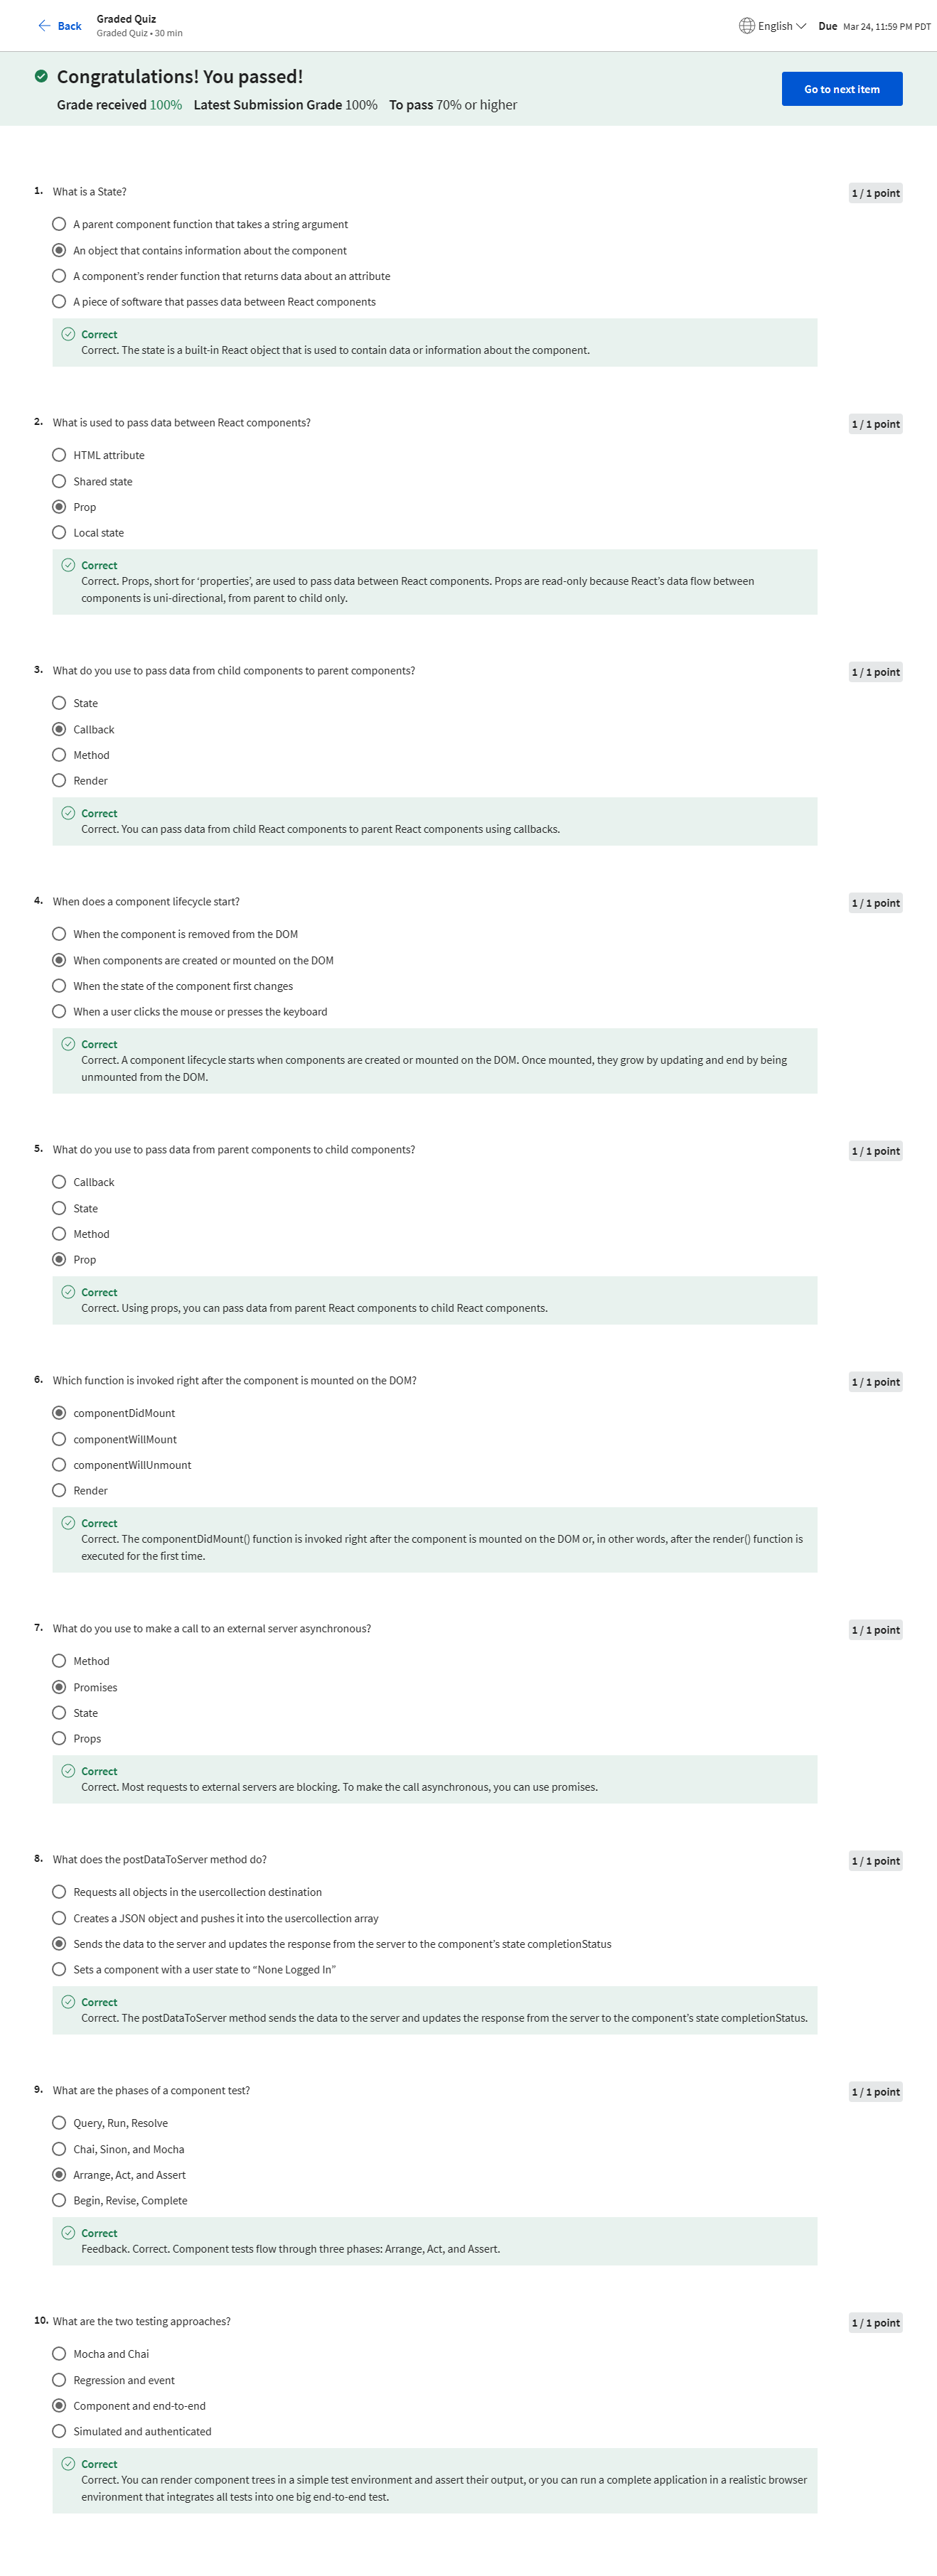 Back
Graded Quiz
Graded Quiz • 30 min
English
Due Mar 24, 11:59 PM PDT
Congratulations! You passed!
Grade received 100% Latest Submission Grade 100% To pass 70% or higher
Go to next item
1. What is a State?
1 / 1 point
A parent component function that takes a string argument
An object that contains information about the component
A component’s render function that returns data about an attribute
A piece of software that passes data between React components
Correct
Correct. The state is a built-in React object that is used to contain data or information about the component.
2. What is used to pass data between React components?
1 / 1 point
HTML attribute
Shared state
Prop
Local state
Correct
Correct. Props, short for ‘properties’, are used to pass data between React components. Props are read-only because React’s data flow between
components is uni-directional, from parent to child only.
3. What do you use to pass data from child components to parent components?
1 / 1 point
State
Callback
Method
Render
Correct
Correct. You can pass data from child React components to parent React components using callbacks.
4. When does a component lifecycle start?
1 / 1 point
When the component is removed from the DOM
When components are created or mounted on the DOM
When the state of the component first changes
When a user clicks the mouse or presses the keyboard
Correct
Correct. A component lifecycle starts when components are created or mounted on the DOM. Once mounted, they grow by updating and end by being
unmounted from the DOM.
5. What do you use to pass data from parent components to child components?
1 / 1 point
Callback
State
Method
Prop
Correct
Correct. Using props, you can pass data from parent React components to child React components.
6. Which function is invoked right after the component is mounted on the DOM?
1 / 1 point
componentDidMount
componentWillMount
componentWillUnmount
Render
Correct
Correct. The componentDidMount() function is invoked right after the component is mounted on the DOM or, in other words, after the render() function is
executed for the first time.
7. What do you use to make a call to an external server asynchronous?
1 / 1 point
Method
Promises
State
Props
Correct
Correct. Most requests to external servers are blocking. To make the call asynchronous, you can use promises.
8. What does the postDataToServer method do?
1 / 1 point
Requests all objects in the usercollection destination
Creates a JSON object and pushes it into the usercollection array
Sends the data to the server and updates the response from the server to the component’s state completionStatus
Sets a component with a user state to “None Logged In”
Correct
Correct. The postDataToServer method sends the data to the server and updates the response from the server to the component’s state completionStatus.
9. What are the phases of a component test?
1 / 1 point
Query, Run, Resolve
Chai, Sinon, and Mocha
Arrange, Act, and Assert
Begin, Revise, Complete
Correct
Feedback. Correct. Component tests flow through three phases: Arrange, Act, and Assert.
10. What are the two testing approaches?
1 / 1 point
Mocha and Chai
Regression and event
Component and end-to-end
Simulated and authenticated
Correct
Correct. You can render component trees in a simple test environment and assert their output, or you can run a complete application in a realistic browser
environment that integrates all tests into one big end-to-end test.